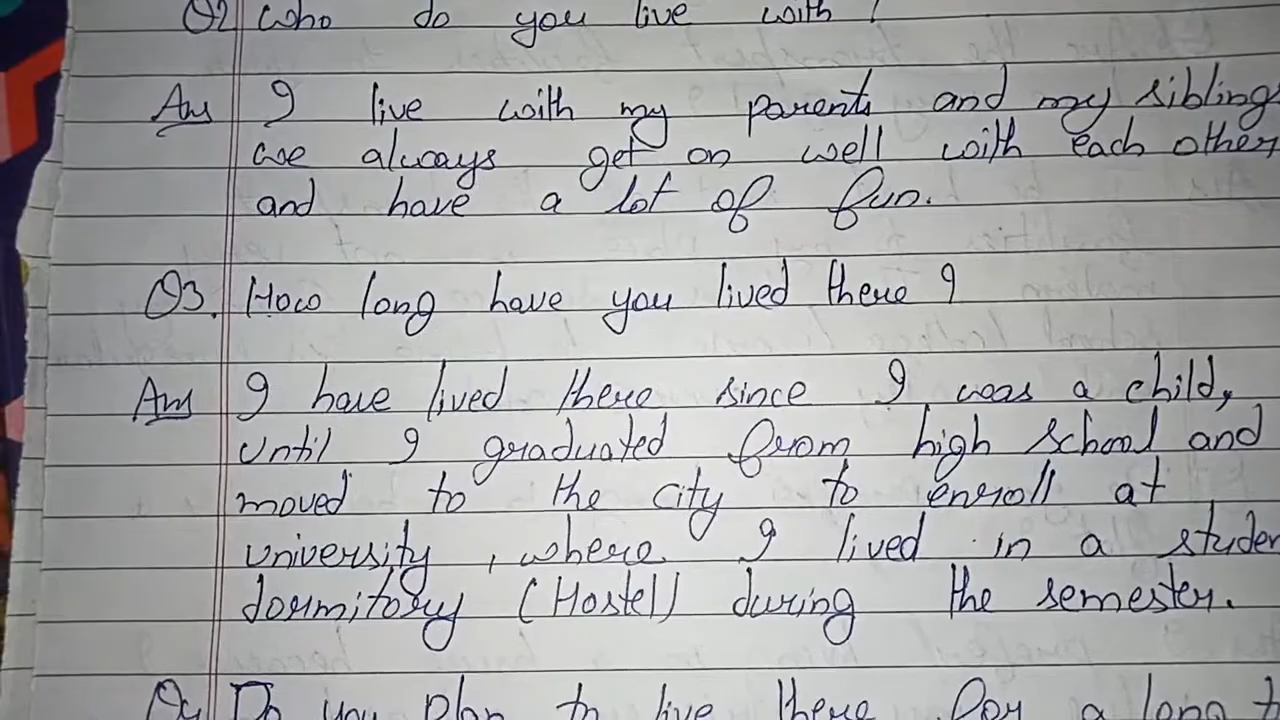 Q2 Who do you live with ?
Ans I live with my parents and my sibling
we always get on well with each other
and have a lot of fun.
Q3. How long have you lived there ?
Ans I have lived there since I was a child,
until I graduated from high school and
moved to the city to enroll at
university, where I lived in a studen
dormitory (Hostel) during the semester.
Q4 Do you plan to live there for a long t